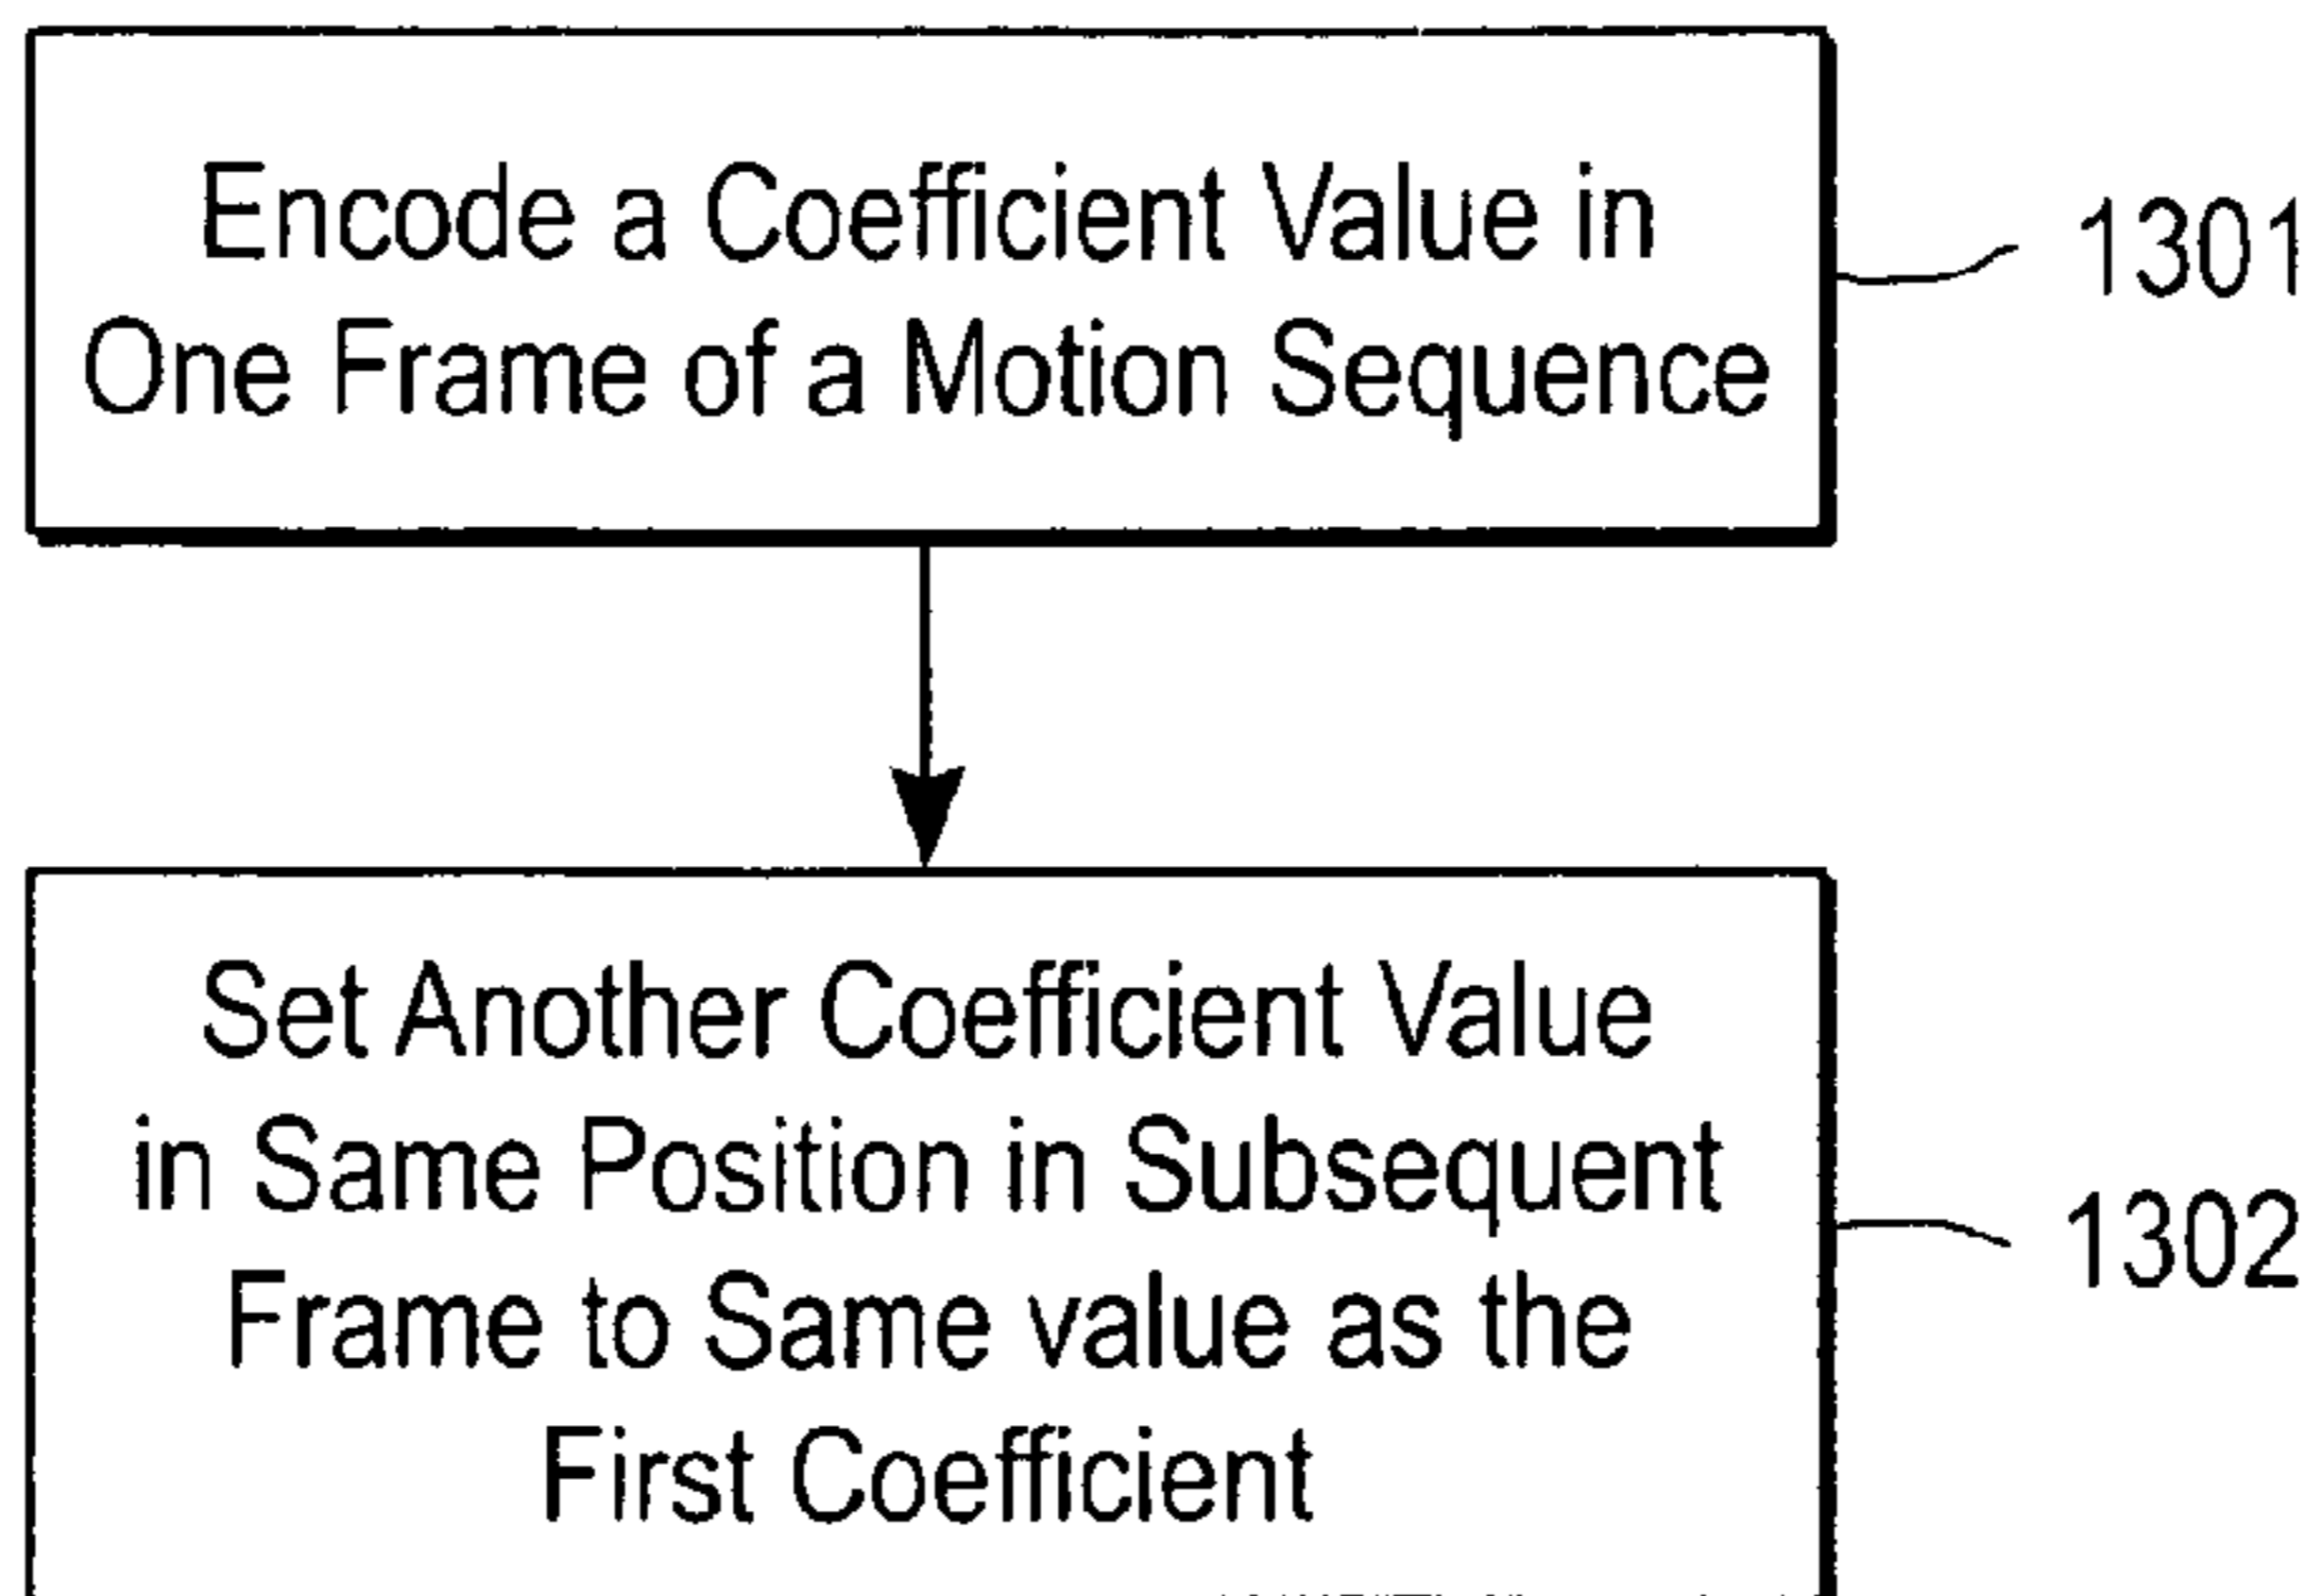 Encode a Coefficient Value in
One Frame of a Motion Sequence
1301
Set Another Coefficient Value
in Same Position in Subsequent
Frame to Same value as the
First Coefficient
1302